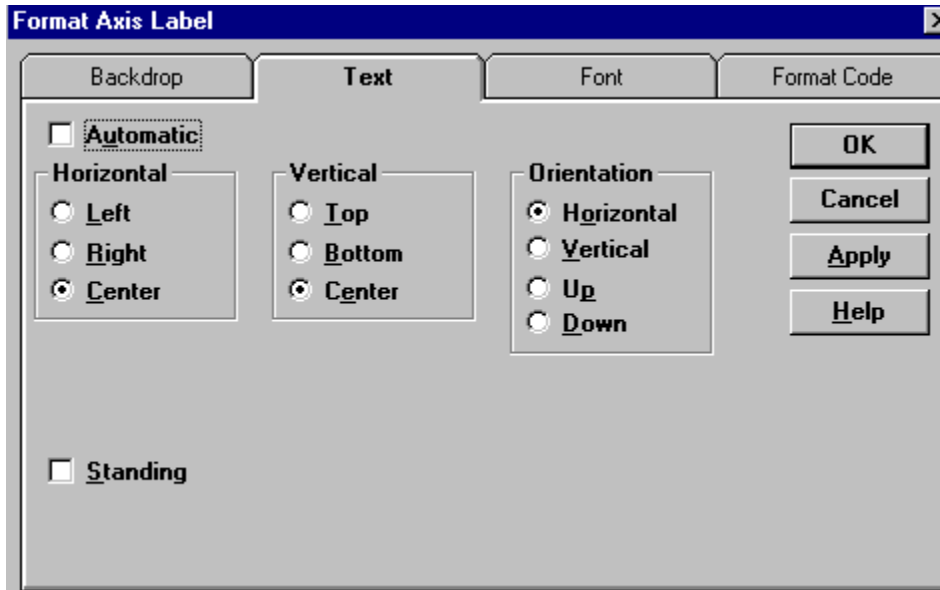 Format Axis Label
Backdrop Text Font Format Code
Automatic
OK
Horizontal Vertical Orientation
Left Top Horizontal
Cancel
Right Bottom Vertical
Apply
Center Center Up
Help
Down
Standing